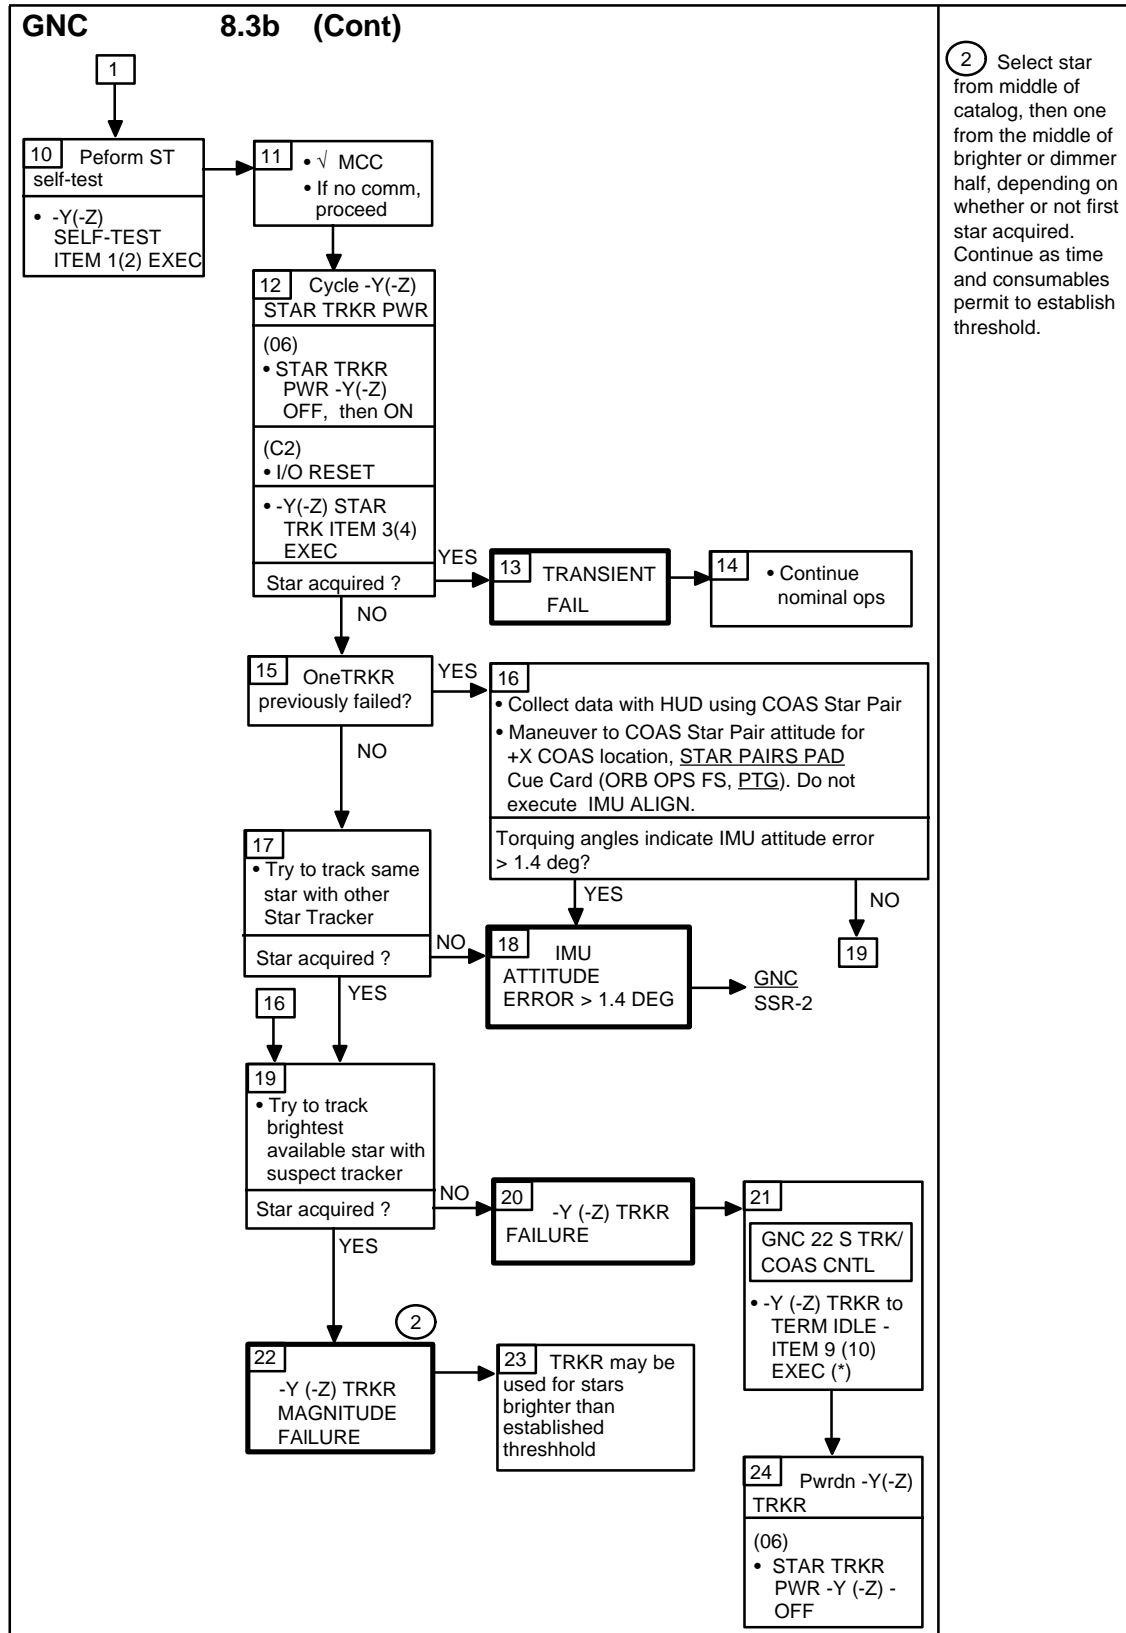 GNC 8.3b (Cont)
1
10 Peform ST
self-test
• -Y(-Z)
SELF-TEST
ITEM 1(2) EXEC
11 • √ MCC
• If no comm,
proceed
12 Cycle -Y(-Z)
STAR TRKR PWR
(06)
• STAR TRKR
PWR -Y(-Z)
OFF, then ON
(C2)
• I/O RESET
• -Y(-Z) STAR
TRK ITEM 3(4)
EXEC
Star acquired ?
YES
NO
13 TRANSIENT
FAIL
14 • Continue
nominal ops
15 OneTRKR
previously failed?
YES
NO
16
• Collect data with HUD using COAS Star Pair
• Maneuver to COAS Star Pair attitude for
+X COAS location, STAR PAIRS PAD
Cue Card (ORB OPS FS, PTG). Do not
execute IMU ALIGN.
Torquing angles indicate IMU attitude error
> 1.4 deg?
YES
NO
19
17
• Try to track same
star with other
Star Tracker
Star acquired ?
NO
YES
18 IMU
ATTITUDE
ERROR > 1.4 DEG
GNC
SSR-2
16
19
• Try to track
brightest
available star with
suspect tracker
Star acquired ?
NO
YES
20 -Y (-Z) TRKR
FAILURE
21
GNC 22 S TRK/
COAS CNTL
• -Y (-Z) TRKR to
TERM IDLE -
ITEM 9 (10)
EXEC (*)
2
22
-Y (-Z) TRKR
MAGNITUDE
FAILURE
23 TRKR may be
used for stars
brighter than
established
threshhold
24 Pwrdn -Y(-Z)
TRKR
(06)
• STAR TRKR
PWR -Y (-Z) -
OFF
2 Select star
from middle of
catalog, then one
from the middle of
brighter or dimmer
half, depending on
whether or not first
star acquired.
Continue as time
and consumables
permit to establish
threshold.